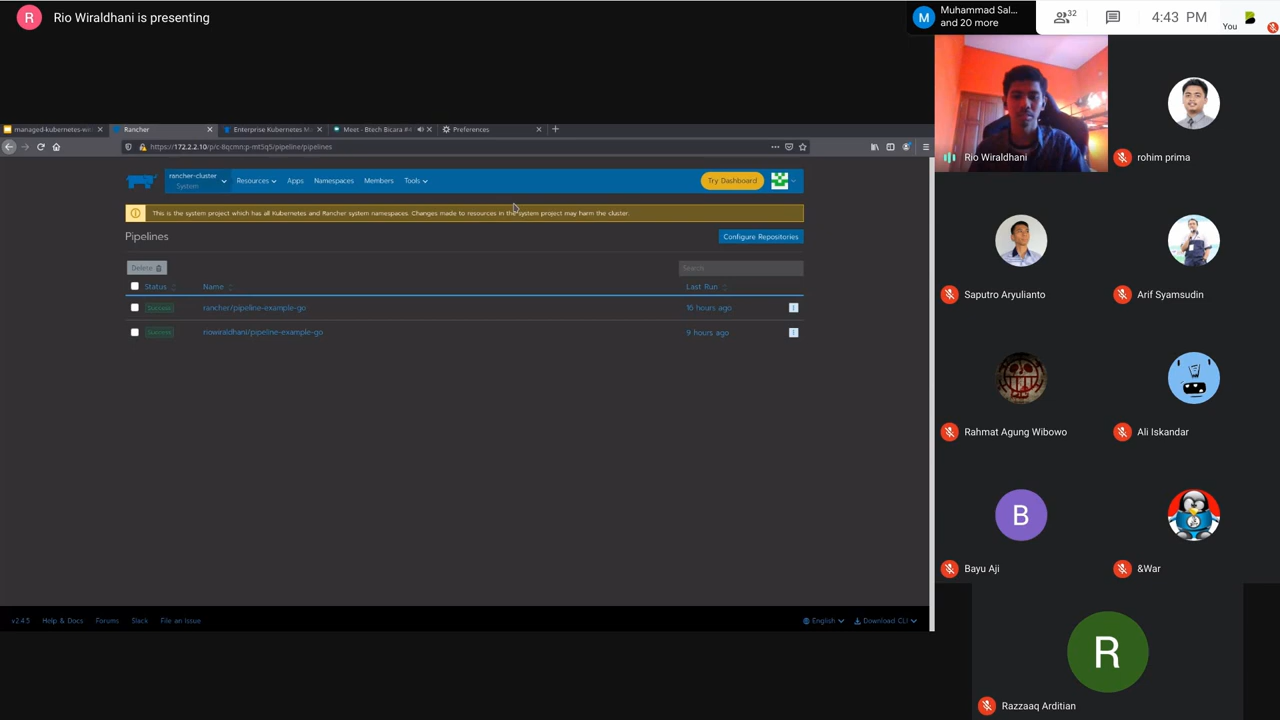 R Rio Wiraldhani is presenting
M Muhammad Sal... and 20 more
32
4:43 PM
You
managed-kubernetes-wi
Rancher
Enterprise Kubernetes M
Meet - Btech Bicara #4
Preferences
https://172.2.2.10/p/c-8qcmn:p-mt5q5/pipeline/pipelines
rancher-cluster
System
Resources
Apps
Namespaces
Members
Tools
Try Dashboard
This is the system project which has all Kubernetes and Rancher system namespaces. Changes made to resources in the system project may harm the cluster.
Pipelines
Configure Repositories
Delete
Search
Status
Name
Last Run
Success
rancher/pipeline-example-go
10 hours ago
Success
riowiraldhani/pipeline-example-go
9 hours ago
v2.4.5
Help & Docs
Forums
Slack
File an Issue
English
Download CLI
Rio Wiraldhani
rohim prima
Saputro Aryulianto
Arif Syamsudin
Rahmat Agung Wibowo
Ali Iskandar
B
Bayu Aji
&War
R
Razzaaq Arditian